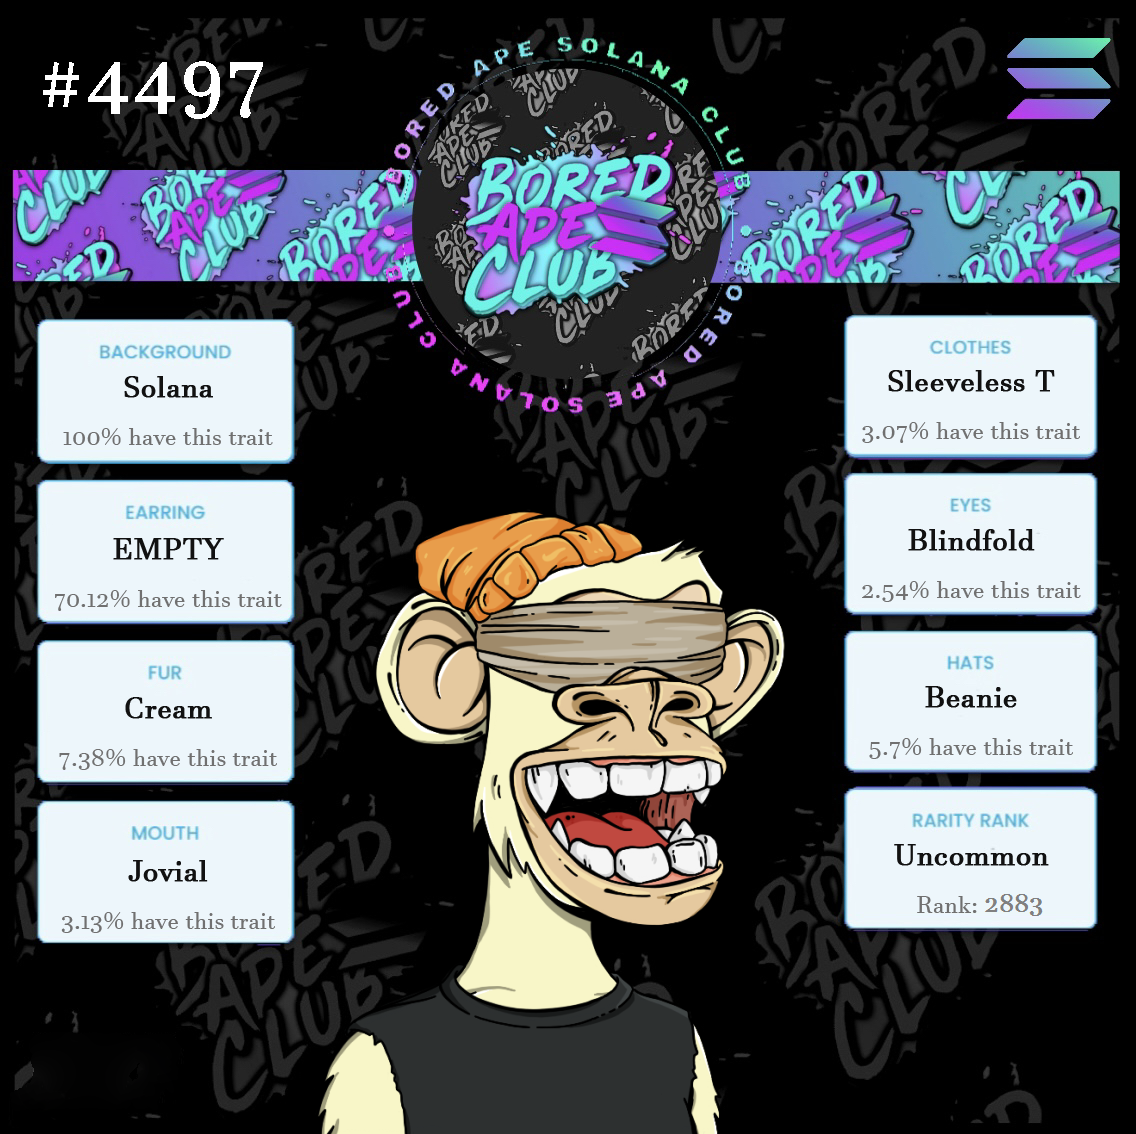 #4497
BORED APE SOLANA CLUB
BORED
APE
CLUB
BORED APE SOLANA CLUB
BACKGROUND
Solana
100% have this trait
EARRING
EMPTY
70.12% have this trait
FUR
Cream
7.38% have this trait
MOUTH
Jovial
3.13% have this trait
CLOTHES
Sleeveless T
3.07% have this trait
EYES
Blindfold
2.54% have this trait
HATS
Beanie
5.7% have this trait
RARITY RANK
Uncommon
Rank: 2883